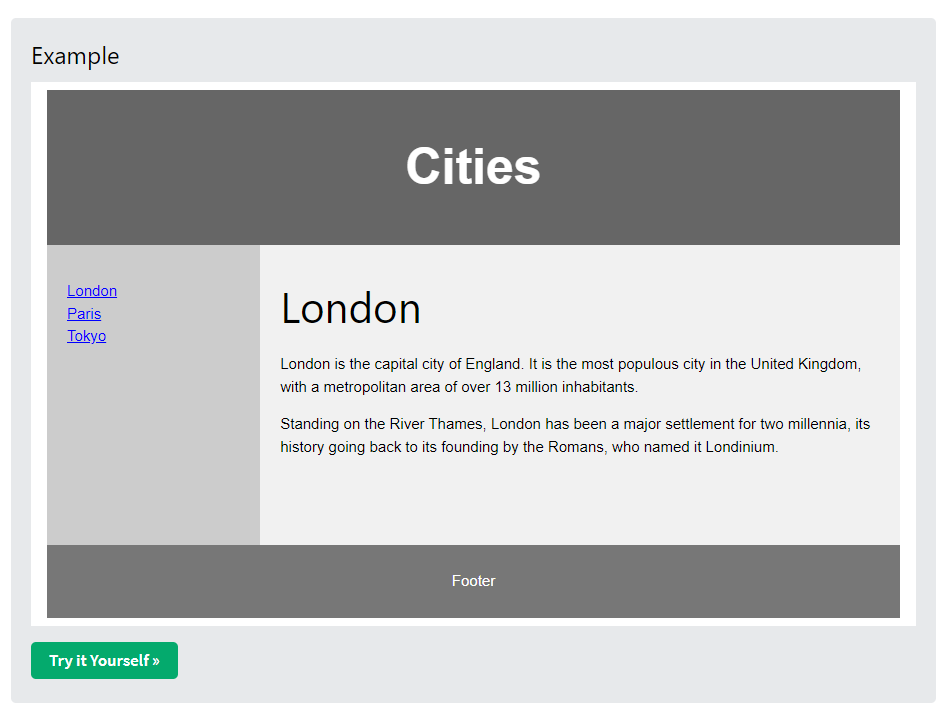 Example
Cities
London
Paris
Tokyo
London
London is the capital city of England. It is the most populous city in the United Kingdom,
with a metropolitan area of over 13 million inhabitants.
Standing on the River Thames, London has been a major settlement for two millennia, its
history going back to its founding by the Romans, who named it Londinium.
Footer
Try it Yourself »